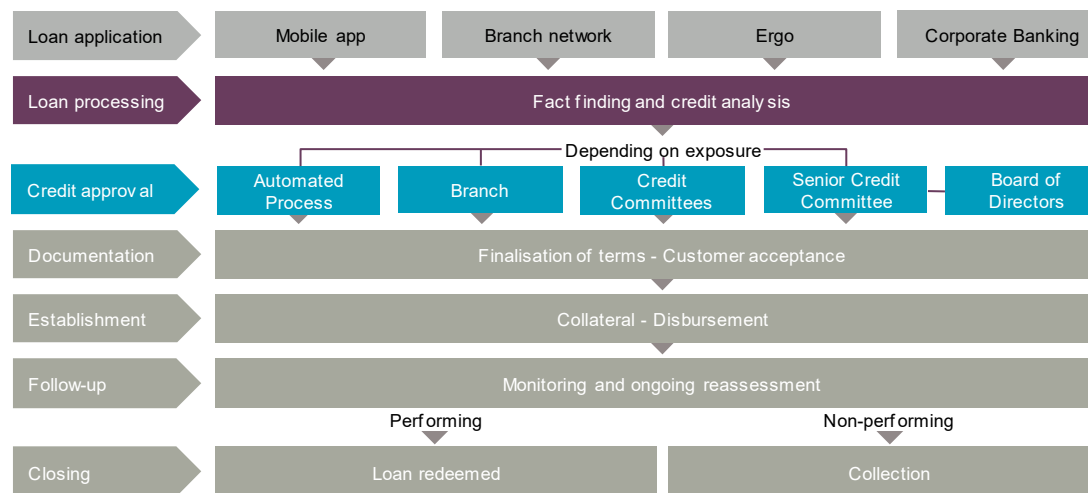 Loan application
Mobile app
Branch network
Ergo
Corporate Banking
Loan processing
Fact finding and credit analysis
Depending on exposure
Credit approval
Automated
Process
Branch
Credit
Committees
Senior Credit
Committee
Board of
Directors
Documentation
Finalisation of terms - Customer acceptance
Establishment
Collateral - Disbursement
Follow-up
Monitoring and ongoing reassessment
Performing
Non-performing
Closing
Loan redeemed
Collection